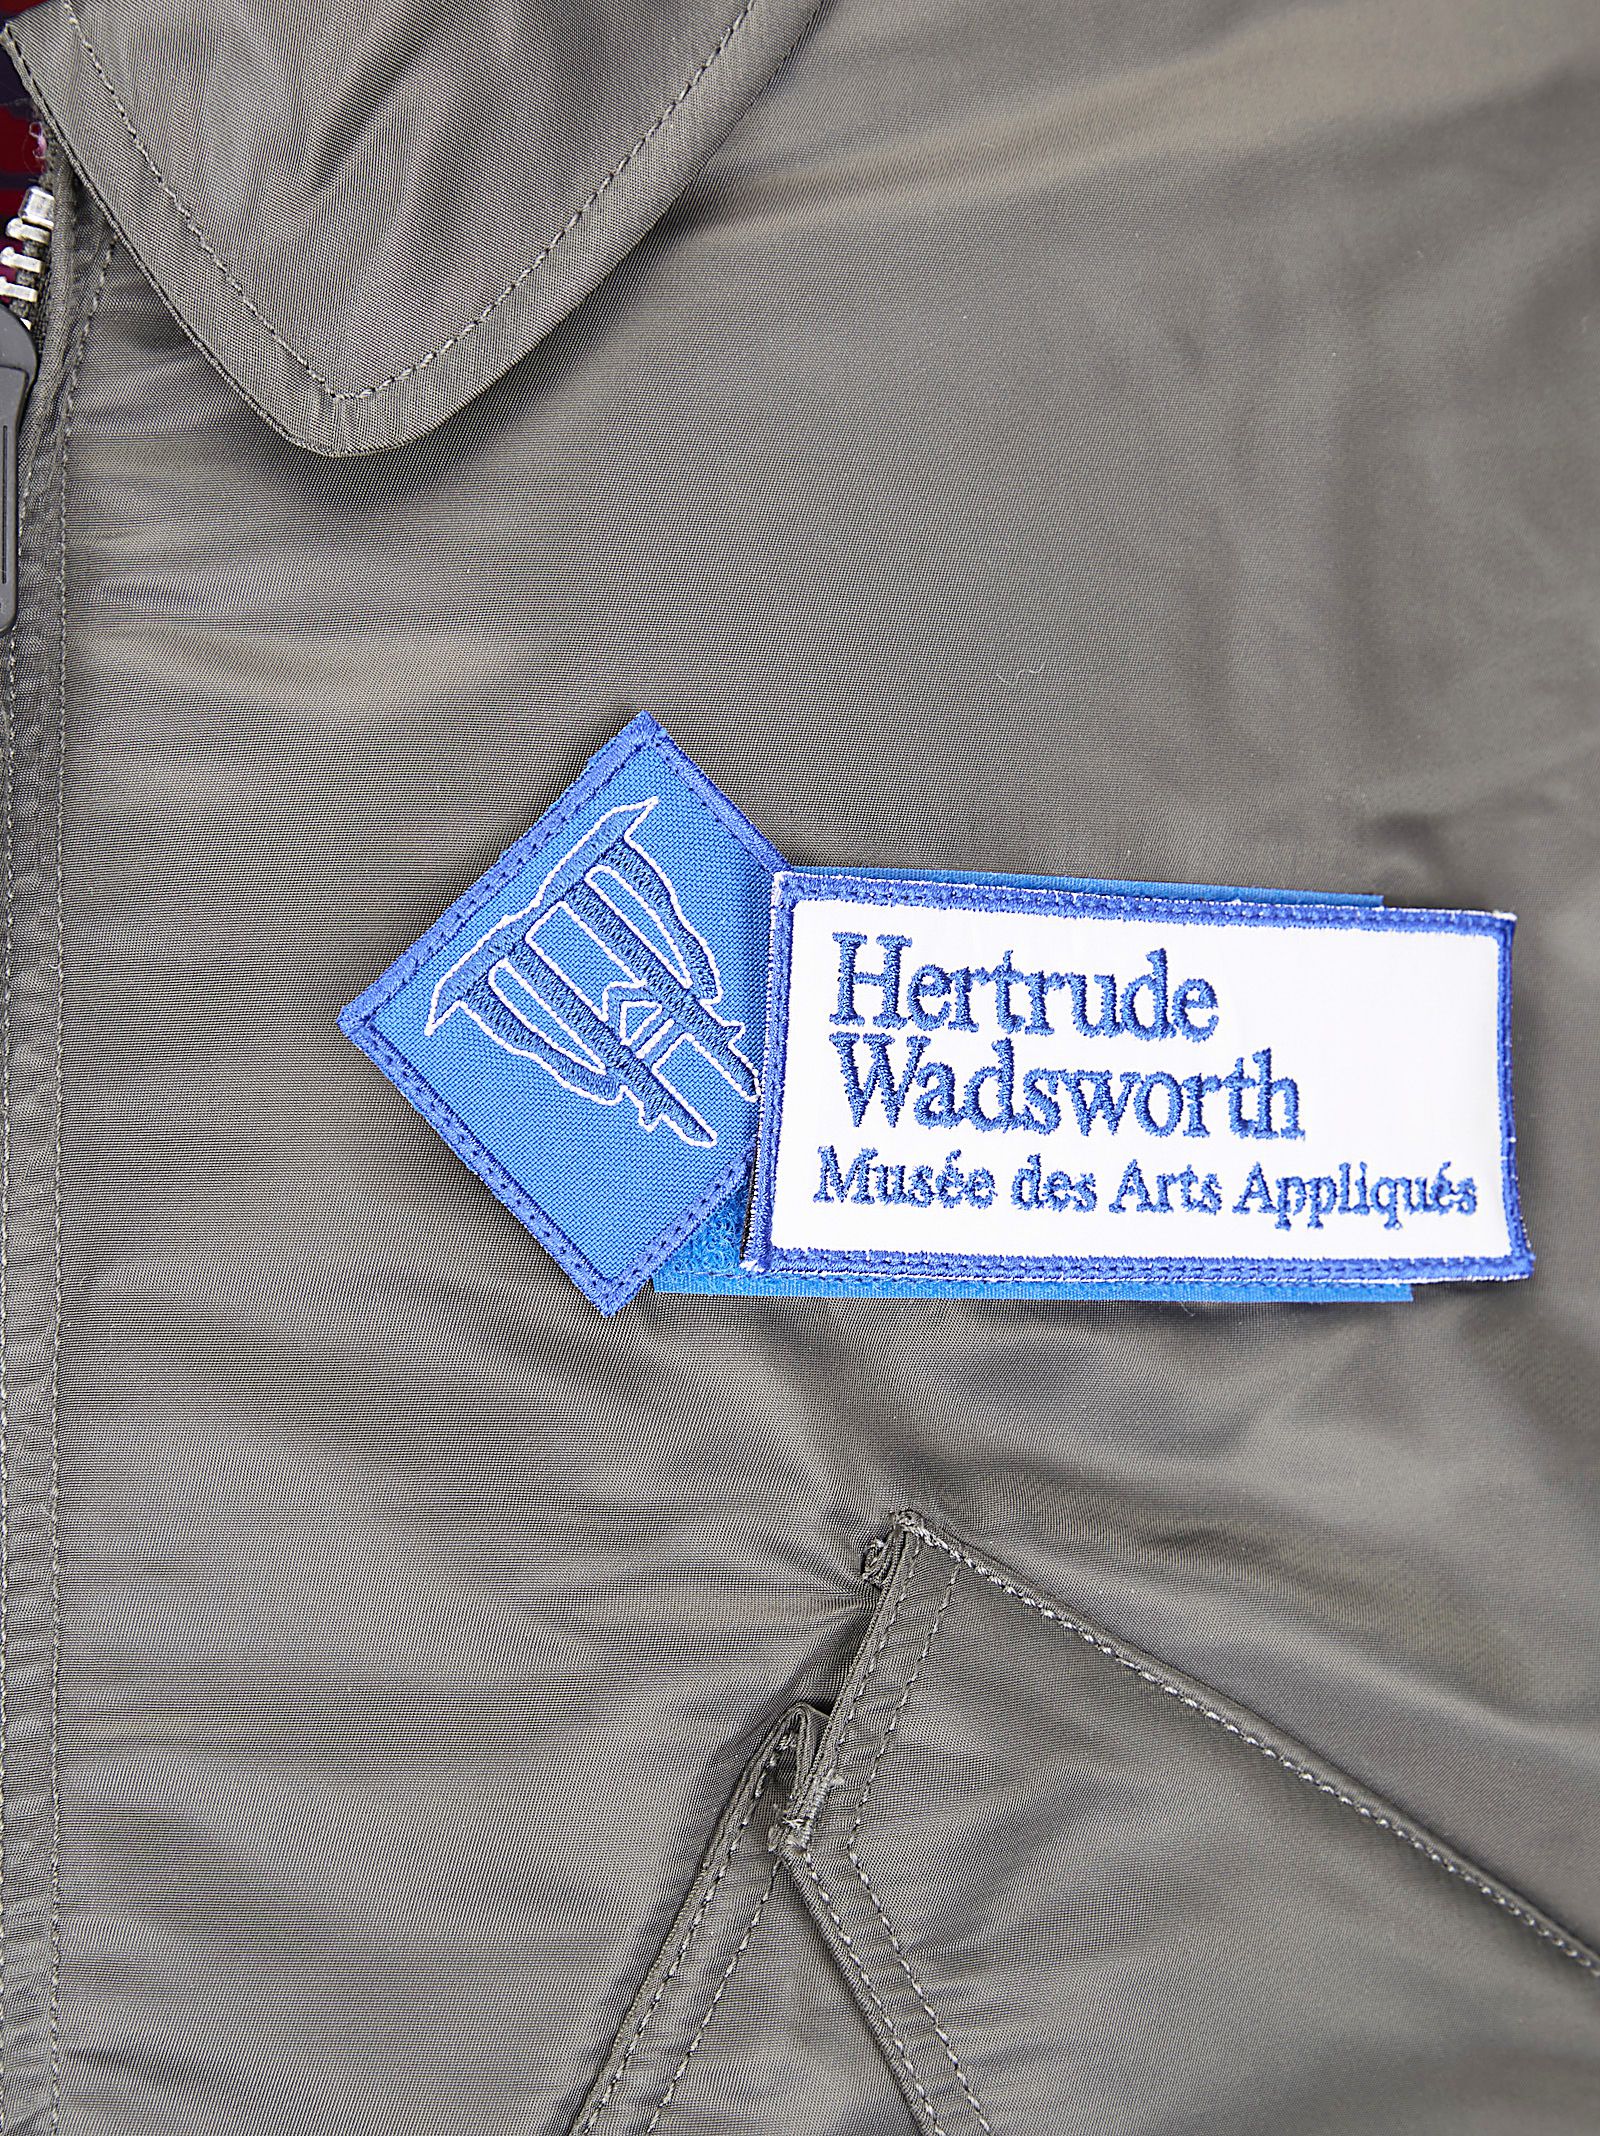 Hertrude
Wadsworth
Musée des Arts Appliqués